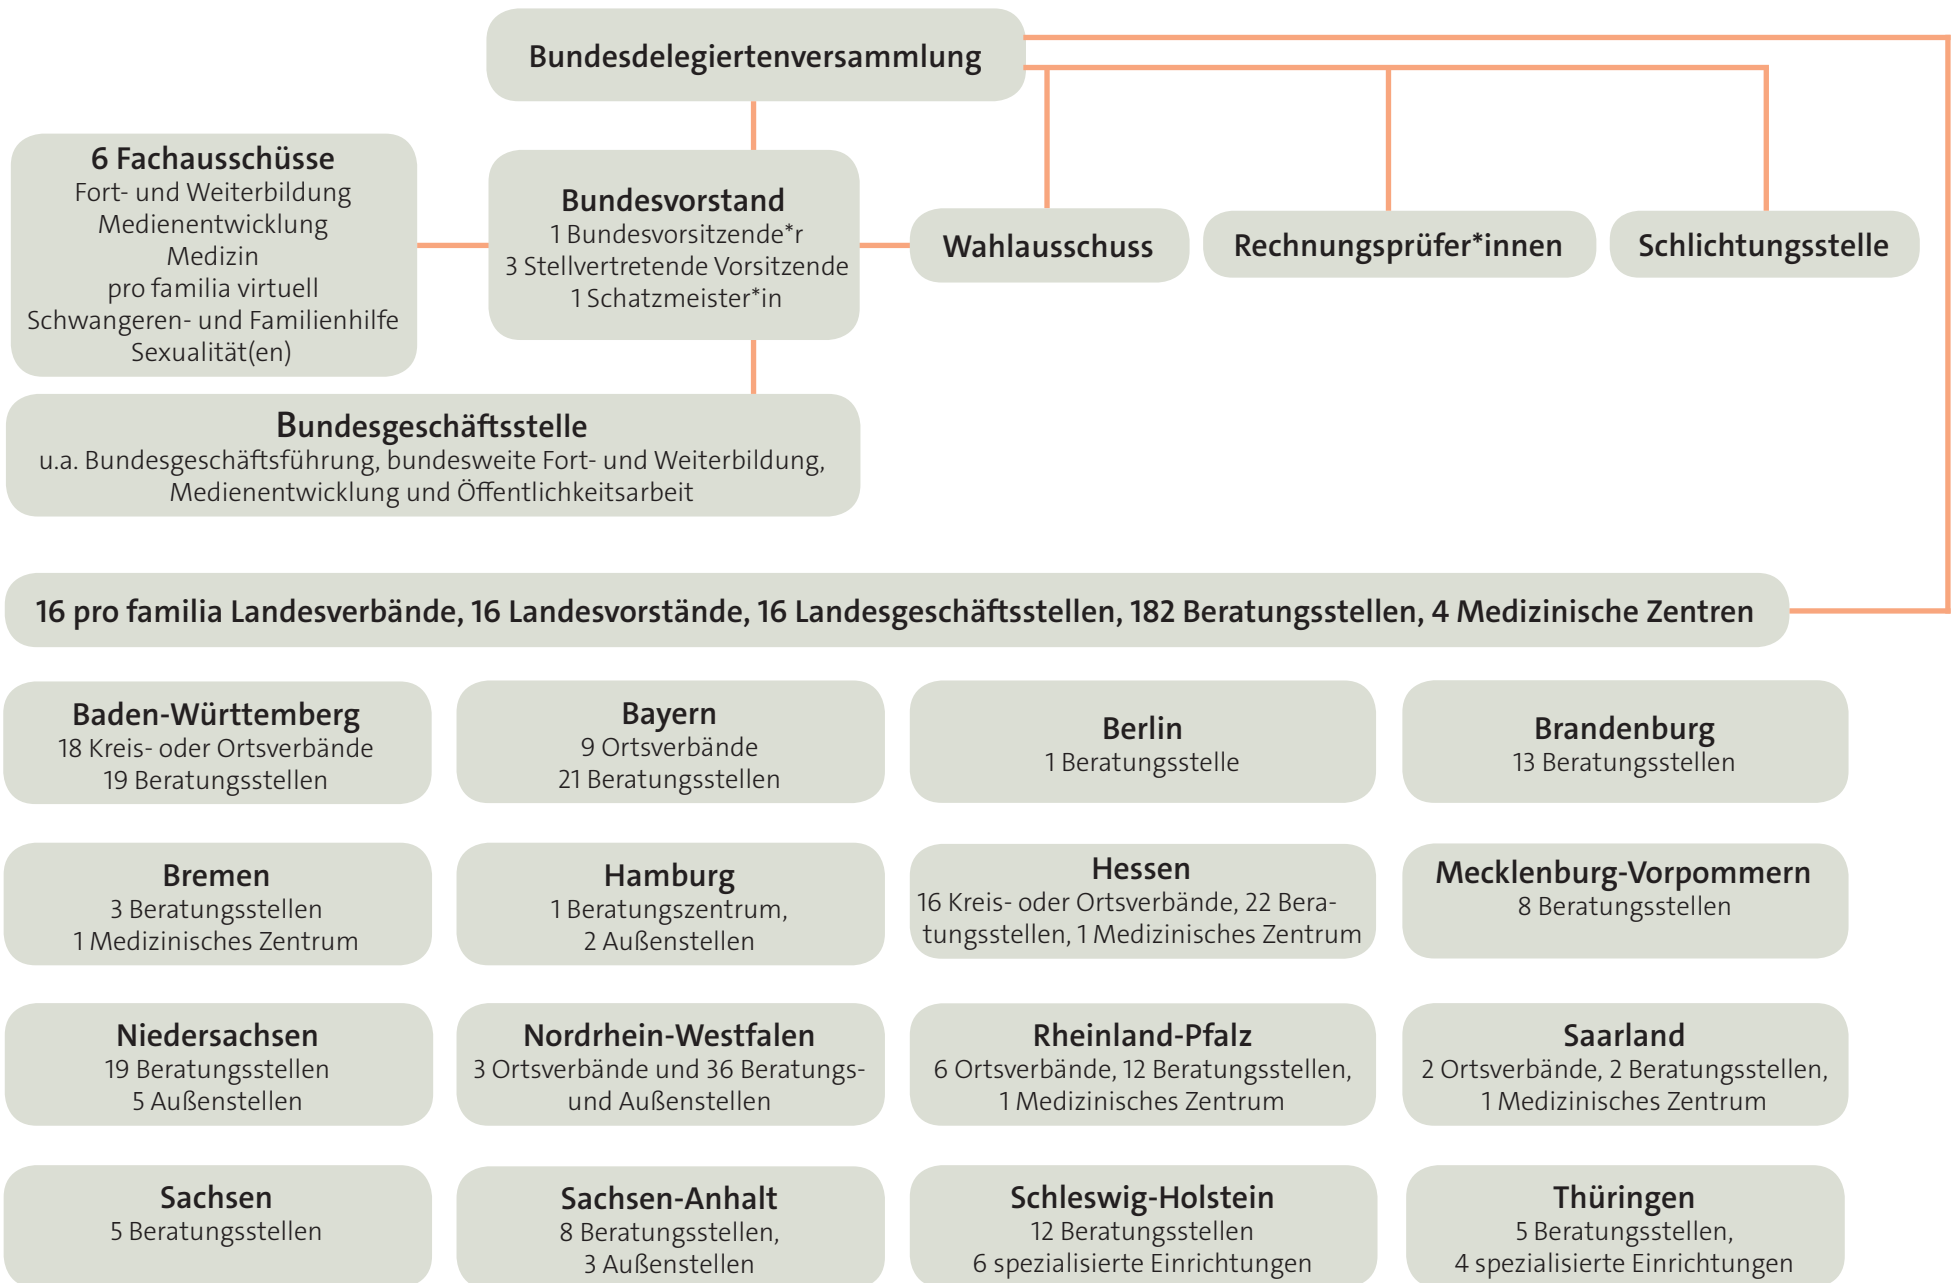 Bundesdelegiertenversammlung
6 Fachausschüsse
Fort- und Weiterbildung
Medienentwicklung
Medizin
pro familia virtuell
Schwangeren- und Familienhilfe
Sexualität(en)
Bundesvorstand
1 Bundesvorsitzende*r
3 Stellvertretende Vorsitzende
1 Schatzmeister*in
Wahlausschuss
Rechnungsprüfer*innen
Schlichtungsstelle
Bundesgeschäftsstelle
u.a. Bundesgeschäftsführung, bundesweite Fort- und Weiterbildung,
Medienentwicklung und Öffentlichkeitsarbeit
16 pro familia Landesverbände, 16 Landesvorstände, 16 Landesgeschäftsstellen, 182 Beratungsstellen, 4 Medizinische Zentren
Baden-Württemberg
18 Kreis- oder Ortsverbände
19 Beratungsstellen
Bayern
9 Ortsverbände
21 Beratungsstellen
Berlin
1 Beratungsstelle
Brandenburg
13 Beratungsstellen
Bremen
3 Beratungsstellen
1 Medizinisches Zentrum
Hamburg
1 Beratungszentrum,
2 Außenstellen
Hessen
16 Kreis- oder Ortsverbände, 22 Bera-
tungsstellen, 1 Medizinisches Zentrum
Mecklenburg-Vorpommern
8 Beratungsstellen
Niedersachsen
19 Beratungsstellen
5 Außenstellen
Nordrhein-Westfalen
3 Ortsverbände und 36 Beratungs-
und Außenstellen
Rheinland-Pfalz
6 Ortsverbände, 12 Beratungsstellen,
1 Medizinisches Zentrum
Saarland
2 Ortsverbände, 2 Beratungsstellen,
1 Medizinisches Zentrum
Sachsen
5 Beratungsstellen
Sachsen-Anhalt
8 Beratungsstellen,
3 Außenstellen
Schleswig-Holstein
12 Beratungsstellen
6 spezialisierte Einrichtungen
Thüringen
5 Beratungsstellen,
4 spezialisierte Einrichtungen